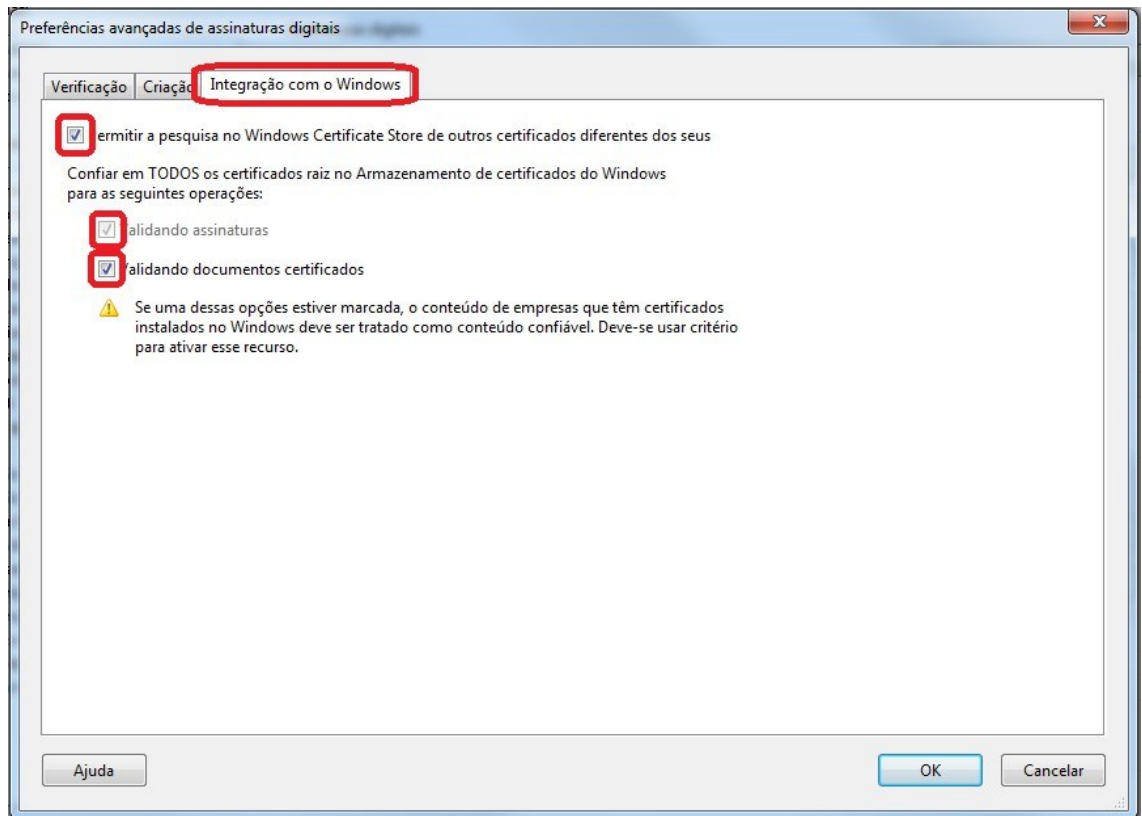 Preferências avançadas de assinaturas digitais
Verificação Criação Integração com o Windows
ermitir a pesquisa no Windows Certificate Store de outros certificados diferentes dos seus
Confiar em TODOS os certificados raiz no Armazenamento de certificados do Windows
para as seguintes operações:
alidando assinaturas
Validando documentos certificados
Se uma dessas opções estiver marcada, o conteúdo de empresas que têm certificados
instalados no Windows deve ser tratado como conteúdo confiável. Deve-se usar critério
para ativar esse recurso.
Ajuda OK Cancelar